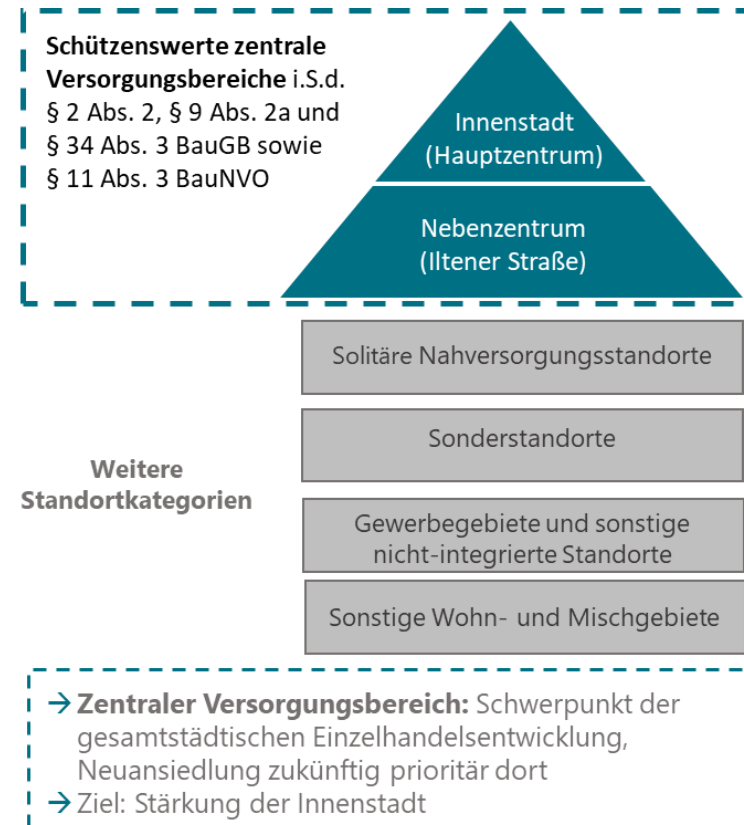 Schützenswerte zentrale
Versorgungsbereiche i.S.d.
§ 2 Abs. 2, § 9 Abs. 2a und
§ 34 Abs. 3 BauGB sowie
§ 11 Abs. 3 BauNVO
Innenstadt
(Hauptzentrum)
Nebenzentrum
(Iltener Straße)
Solitäre Nahversorgungsstandorte
Sonderstandorte
Weitere
Standortkategorien
Gewerbegebiete und sonstige
nicht-integrierte Standorte
Sonstige Wohn- und Mischgebiete
→ Zentraler Versorgungsbereich: Schwerpunkt der
gesamtstädtischen Einzelhandelsentwicklung,
Neuansiedlung zukünftig prioritär dort
→ Ziel: Stärkung der Innenstadt